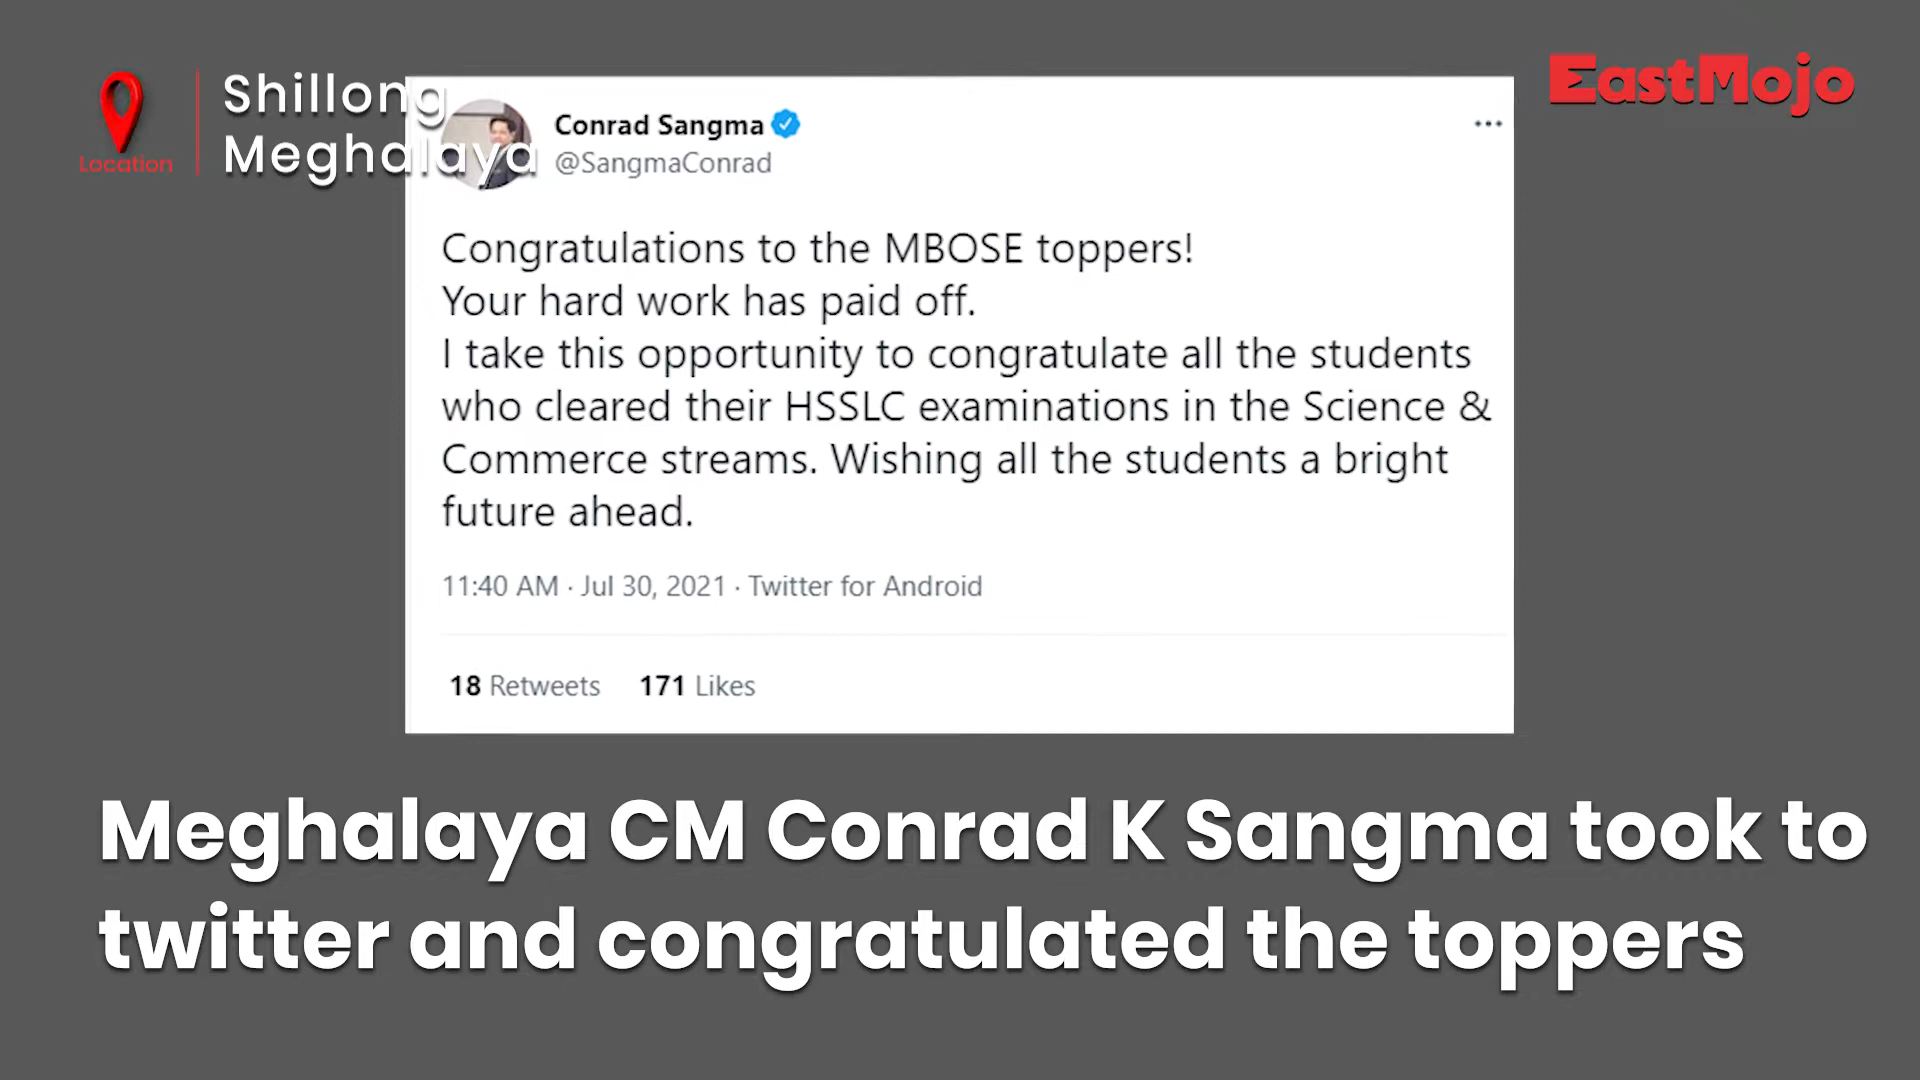 Shillong
Meghalaya
Location
EastMojo
Conrad Sangma
@SangmaConrad
Congratulations to the MBOSE toppers!
Your hard work has paid off.
I take this opportunity to congratulate all the students
who cleared their HSSLC examinations in the Science &
Commerce streams. Wishing all the students a bright
future ahead.
11:40 AM · Jul 30, 2021 · Twitter for Android
18 Retweets 171 Likes
Meghalaya CM Conrad K Sangma took to
twitter and congratulated the toppers